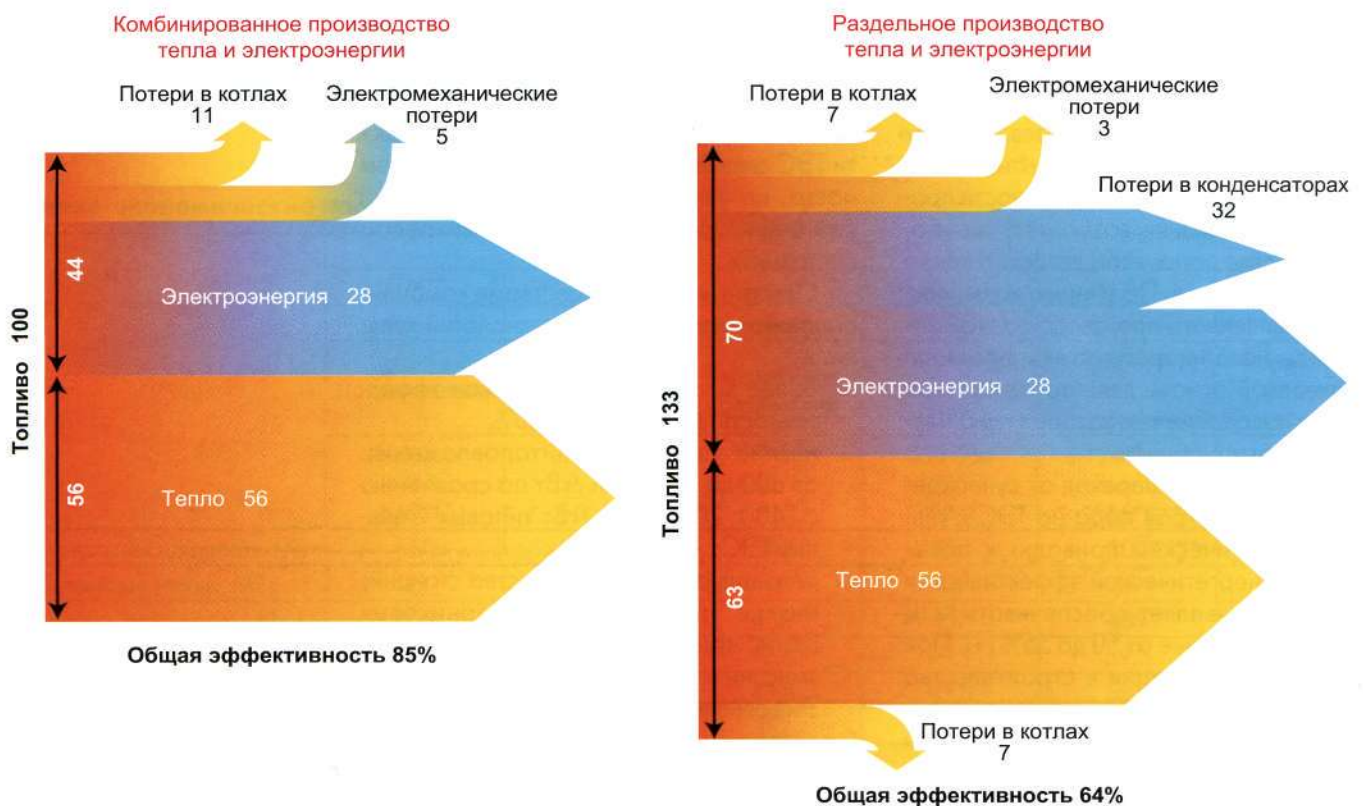 Комбинированное производство
тепла и электроэнергии
Потери в котлах
11
Электромеханические
потери
5
Топливо 100
44
56
Электроэнергия 28
Тепло 56
Общая эффективность 85%
Раздельное производство
тепла и электроэнергии
Потери в котлах
7
Электромеханические
потери
3
Потери в конденсаторах
32
Топливо 133
70
63
Электроэнергия 28
Тепло 56
Потери в котлах
7
Общая эффективность 64%